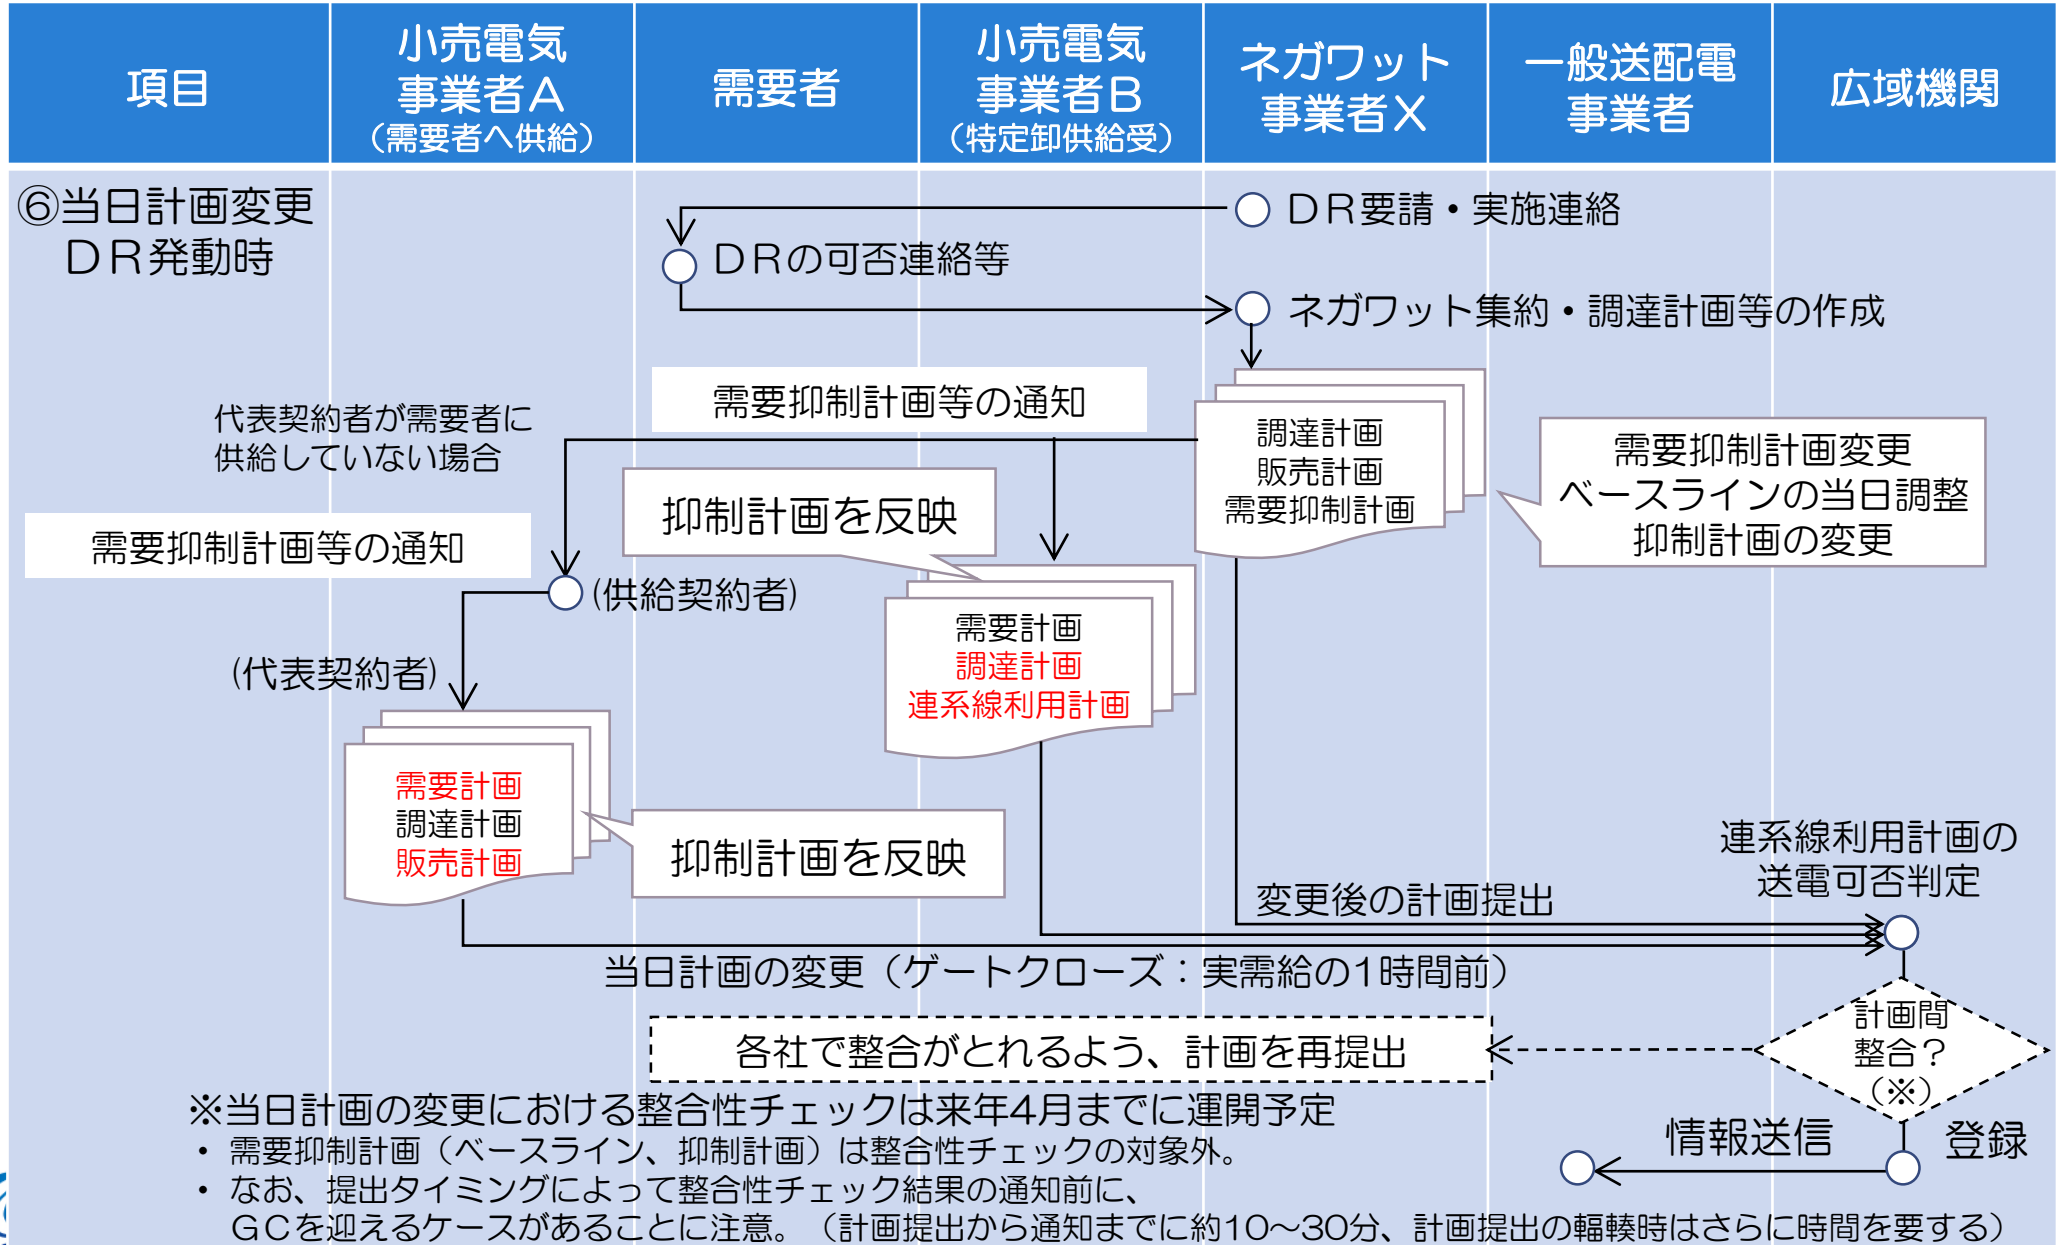 項目
小売電気
事業者A
（需要者へ供給）
需要者
小売電気
事業者B
（特定卸供給受）
ネガワット
事業者X
一般送配電
事業者
広域機関
⑥当日計画変更
DR発動時
DR要請・実施連絡
DRの可否連絡等
ネガワット集約・調達計画等の作成
需要抑制計画等の通知
代表契約者が需要者に
供給していない場合
調達計画
販売計画
需要抑制計画
需要抑制計画変更
ベースラインの当日調整
抑制計画の変更
抑制計画を反映
需要抑制計画等の通知
(供給契約者)
需要計画
調達計画
連系線利用計画
(代表契約者)
需要計画
調達計画
販売計画
抑制計画を反映
連系線利用計画の
送電可否判定
変更後の計画提出
当日計画の変更（ゲートクローズ：実需給の1時間前）
計画間
整合？
（※）
各社で整合がとれるよう、計画を再提出
※当日計画の変更における整合性チェックは来年4月までに運開予定
・ 需要抑制計画（ベースライン、抑制計画）は整合性チェックの対象外。
情報送信
登録
・ なお、提出タイミングによって整合性チェック結果の通知前に、
GCを迎えるケースがあることに注意。（計画提出から通知までに約10～30分、計画提出の輻輳時はさらに時間を要する）